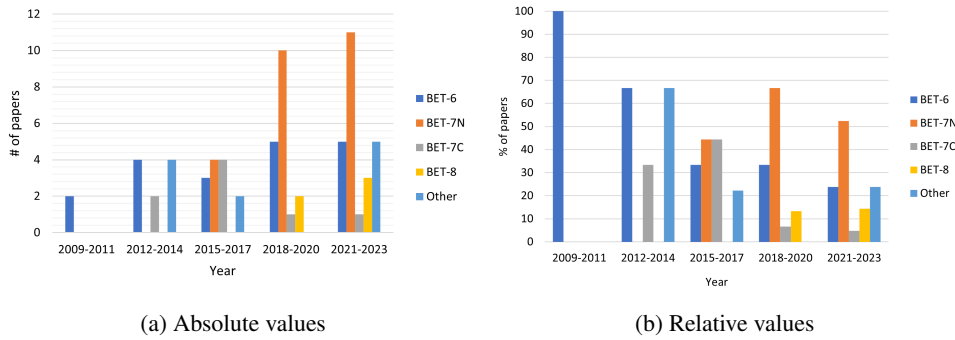 12
10
8
6
4
2
0
# of papers
2009-2011 2012-2014 2015-2017 2018-2020 2021-2023
Year
BET-6
BET-7N
BET-7C
BET-8
Other
(a) Absolute values
100
90
80
70
60
50
40
30
20
10
0
% of papers
2009-2011 2012-2014 2015-2017 2018-2020 2021-2023
Year
BET-6
BET-7N
BET-7C
BET-8
Other
(b) Relative values